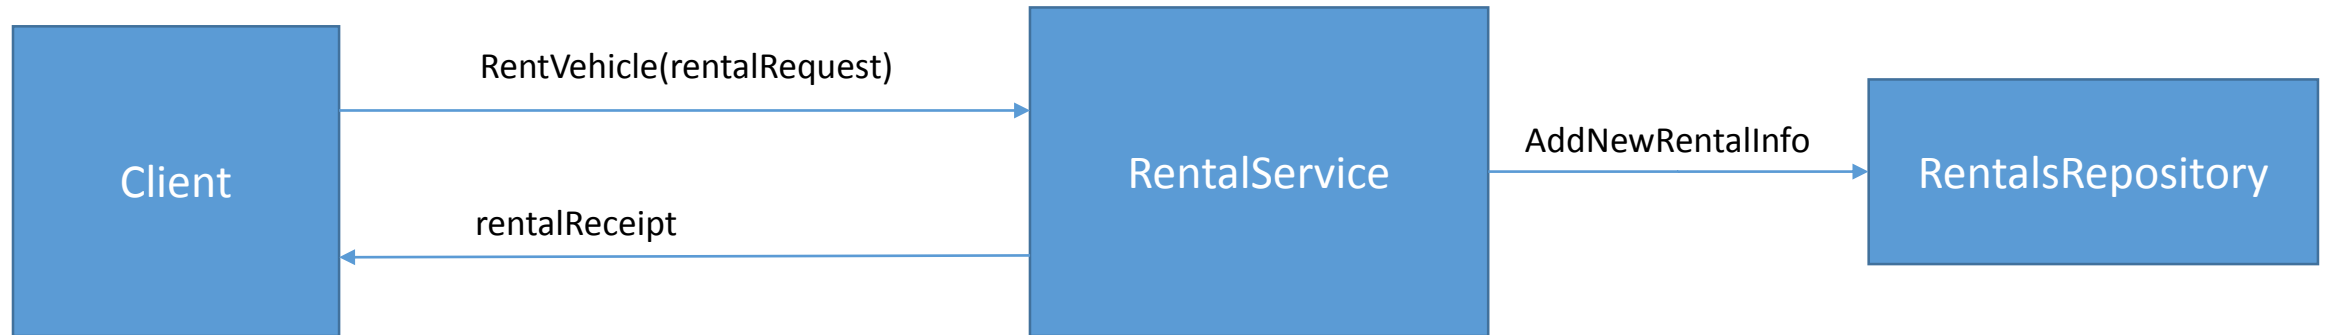 RentVehicle(rentalRequest)
Client
rentalReceipt
RentalService
AddNewRentalInfo
RentalsRepository